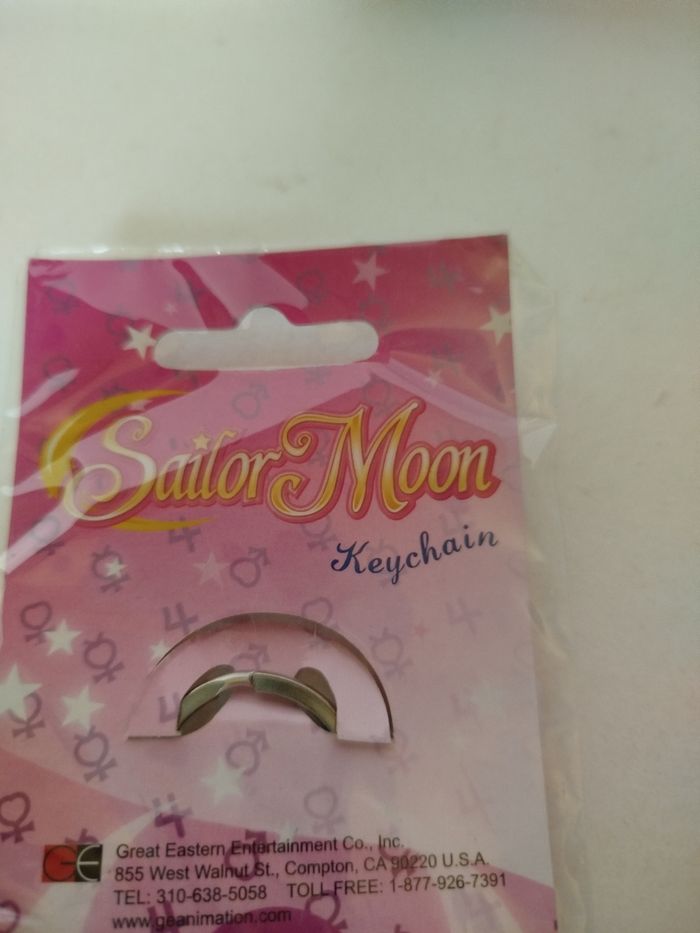 Sailor Moon
Keychain
GE
Great Eastern Entertainment Co., Inc.
855 West Walnut St., Compton, CA 90220 U.S.A.
TEL: 310-638-5058 TOLL FREE: 1-877-926-7391
www.geanimation.com